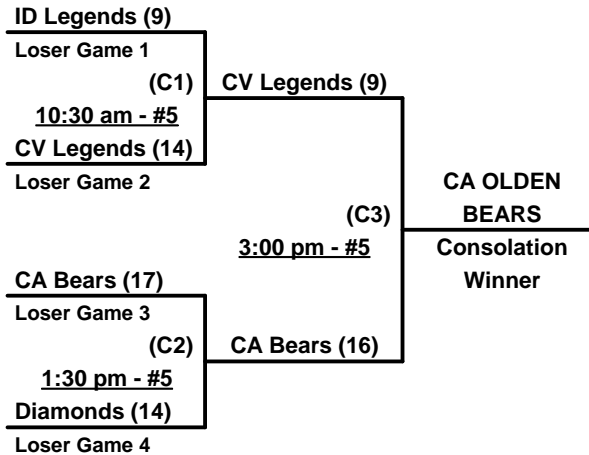 ID Legends (9)
Loser Game 1
(C1)
CV Legends (9)
10:30 am - #5
CV Legends (14)
Loser Game 2
(C3)
3:00 pm - #5
CA OLDEN
BEARS
Consolation
Winner
CA Bears (17)
Loser Game 3
(C2)
CA Bears (16)
1:30 pm - #5
Diamonds (14)
Loser Game 4